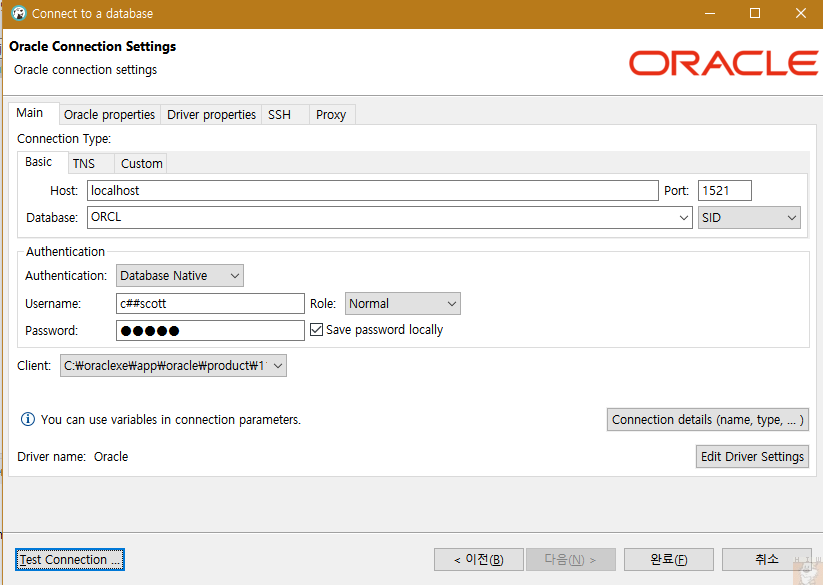 Connect to a database
Oracle Connection Settings
Oracle connection settings
ORACLE
Main Oracle properties Driver properties SSH Proxy
Connection Type:
Basic TNS Custom
Host: localhost Port: 1521
Database: ORCL SID
Authentication
Authentication: Database Native
Username: c##scott Role: Normal
Password: ●●●●● Save password locally
Client: C:₩oraclexe₩app₩oracle₩product₩1
You can use variables in connection parameters.
Connection details (name, type, ... )
Driver name: Oracle
Edit Driver Settings
Test Connection ... < 이전(B) 다음(N) > 완료(F) 취소